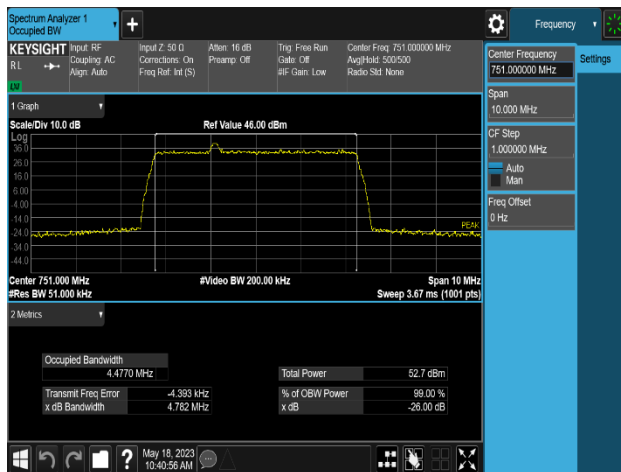 Spectrum Analyzer 1
Occupied BW
Frequency
KEYSIGHT
R L
LW
Input: RF
Coupling: AC
Align: Auto
Input Z: 50 Ω
Corrections: On
Freq Ref: Int (S)
Atten: 16 dB
Preamp: Off
Trig: Free Run
Gate: Off
#IF Gain: Low
Center Freq: 751.000000 MHz
Avg|Hold: 500/500
Radio Std: None
Center Frequency
751.000000 MHz
Settings
Span
10.000 MHz
CF Step
1.000000 MHz
Auto
Man
Freq Offset
0 Hz
1 Graph
Scale/Div 10.0 dB
Ref Value 46.00 dBm
Log
36.0
26.0
16.0
6.00
-4.00
-14.0
-24.0
-34.0
-44.0
PEAK
Center 751.000 MHz
#Video BW 200.00 kHz
Span 10 MHz
#Res BW 51.000 kHz
Sweep 3.67 ms (1001 pts)
2 Metrics
Occupied Bandwidth
4.4770 MHz
Total Power 52.7 dBm
Transmit Freq Error -4.393 kHz
% of OBW Power 99.00 %
x dB Bandwidth 4.782 MHz
x dB -26.00 dB
?
May 18, 2023
10:40:56 AM